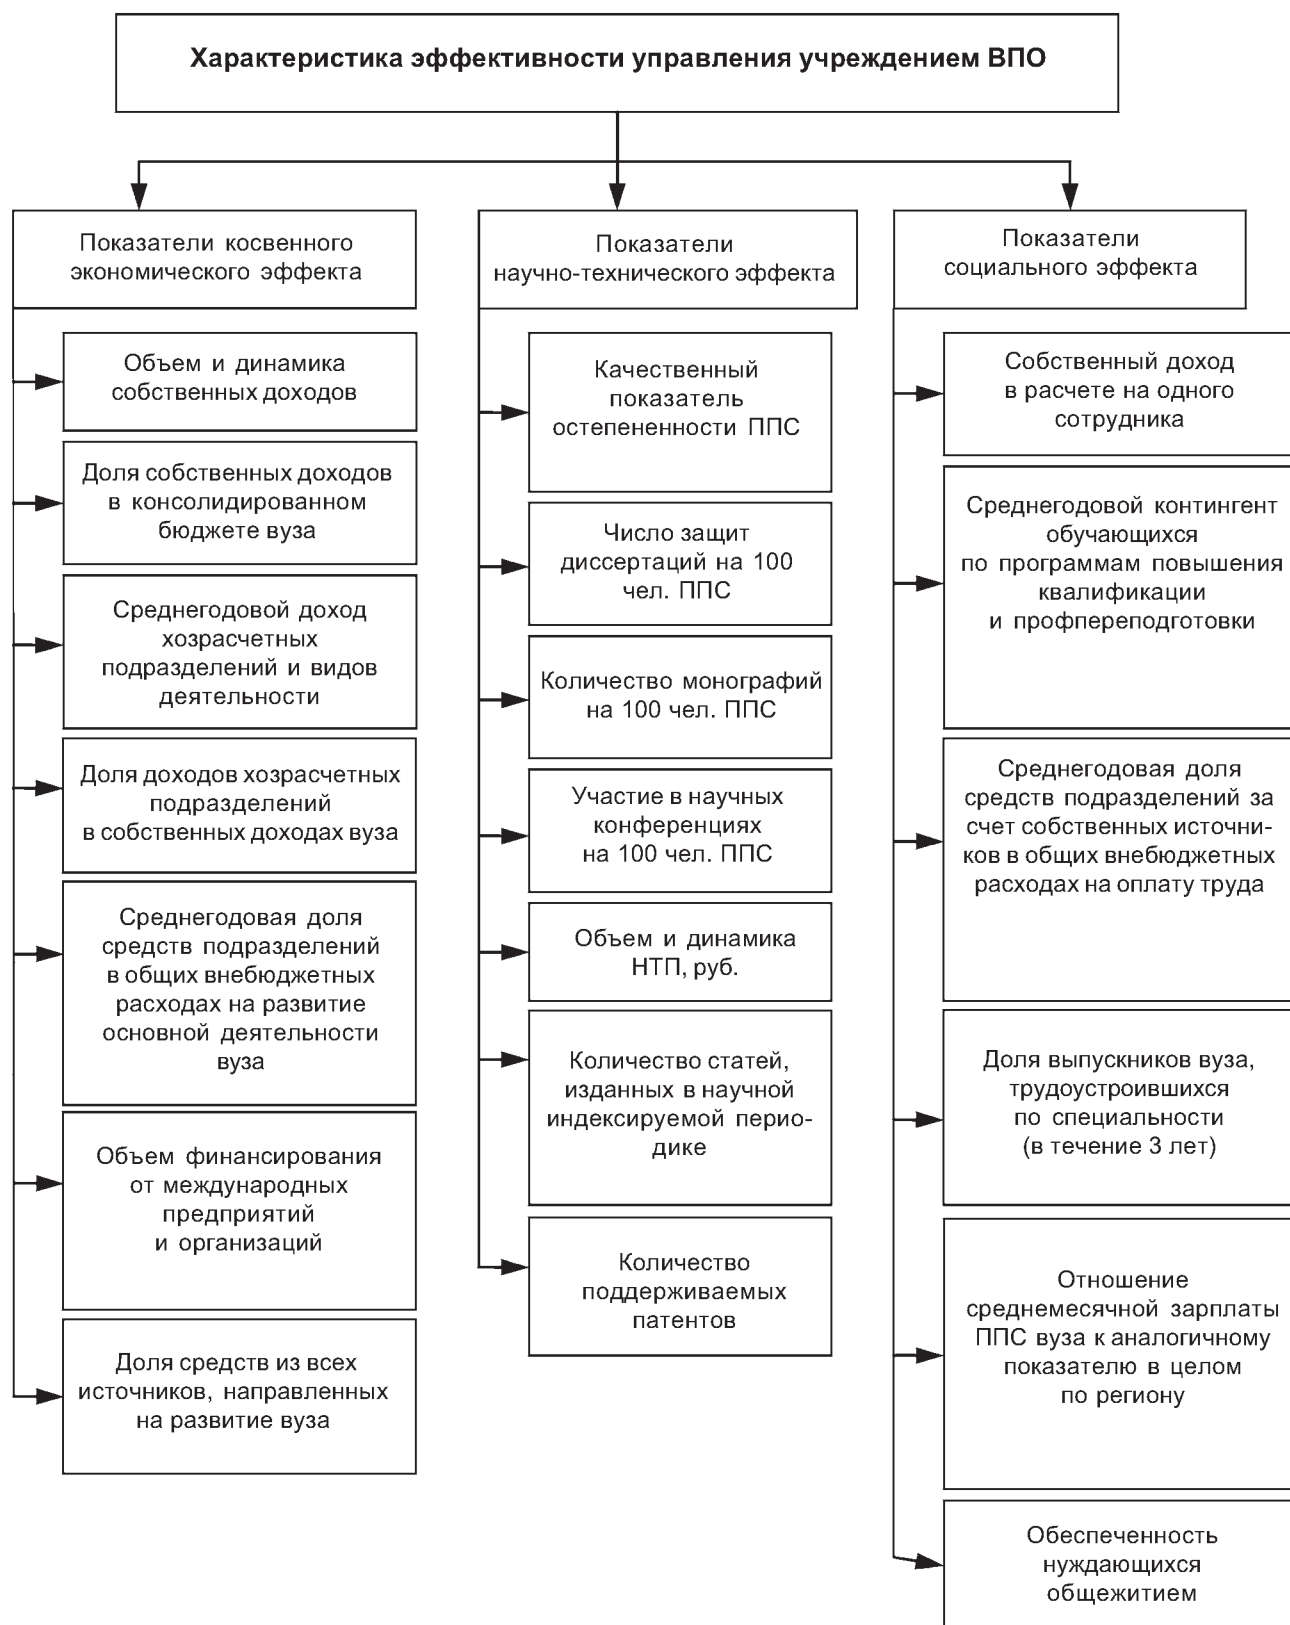 Характеристика эффективности управления учреждением ВПО
Показатели косвенного
экономического эффекта
Объем и динамика
собственных доходов
Доля собственных доходов
в консолидированном
бюджете вуза
Среднегодовой доход
хозрасчетных
подразделений и видов
деятельности
Доля доходов хозрасчетных
подразделений
в собственных доходах вуза
Среднегодовая доля
средств подразделений
в общих внебюджетных
расходах на развитие
основной деятельности
вуза
Объем финансирования
от международных
предприятий
и организаций
Доля средств из всех
источников, направленных
на развитие вуза
Показатели
научно-технического эффекта
Качественный
показатель
остепененности ППС
Число защит
диссертаций на 100
чел. ППС
Количество монографий
на 100 чел. ППС
Участие в научных
конференциях
на 100 чел. ППС
Объем и динамика
НТП, руб.
Количество статей,
изданных в научной
индексируемой перио-
дике
Количество
поддерживаемых
патентов
Показатели
социального эффекта
Собственный доход
в расчете на одного
сотрудника
Среднегодовой контингент
обучающихся
по программам повышения
квалификации
и профпереподготовки
Среднегодовая доля
средств подразделений за
счет собственных источни-
ков в общих внебюджетных
расходах на оплату труда
Доля выпускников вуза,
трудоустроившихся
по специальности
(в течение 3 лет)
Отношение
среднемесячной зарплаты
ППС вуза к аналогичному
показателю в целом
по региону
Обеспеченность
нуждающихся
общежитием